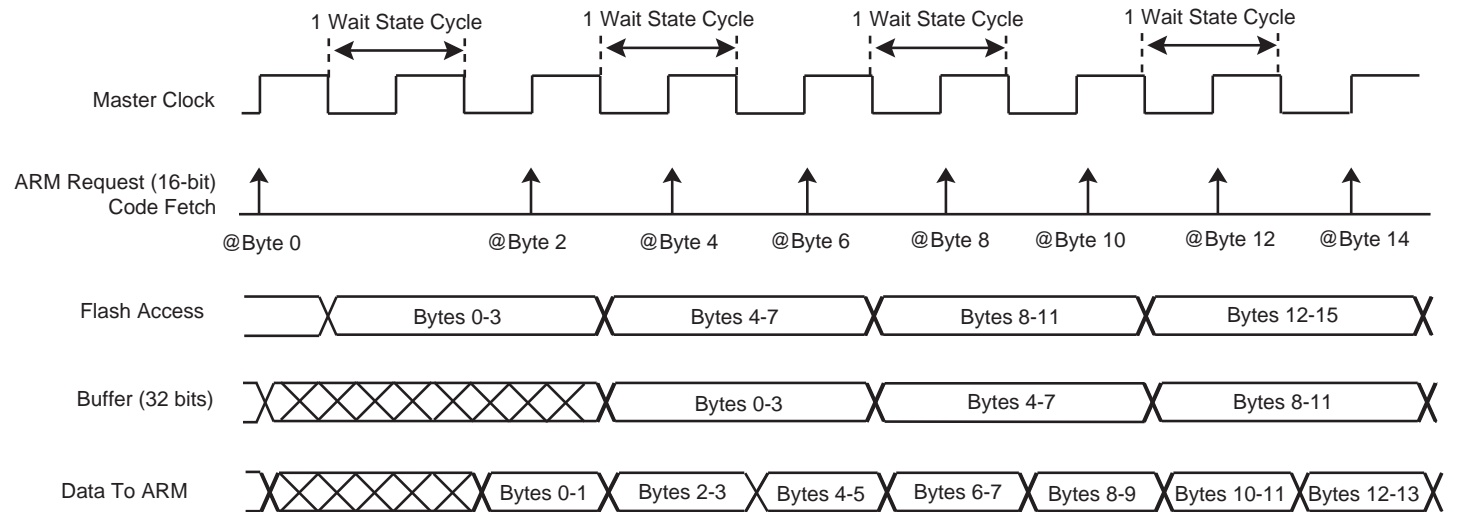 1 Wait State Cycle
1 Wait State Cycle
1 Wait State Cycle
1 Wait State Cycle
Master Clock
ARM Request (16-bit)
Code Fetch
@Byte 0
@Byte 2
@Byte 4
@Byte 6
@Byte 8
@Byte 10
@Byte 12
@Byte 14
Flash Access
Bytes 0-3
Bytes 4-7
Bytes 8-11
Bytes 12-15
Buffer (32 bits)
Bytes 0-3
Bytes 4-7
Bytes 8-11
Data To ARM
Bytes 0-1
Bytes 2-3
Bytes 4-5
Bytes 6-7
Bytes 8-9
Bytes 10-11
Bytes 12-13